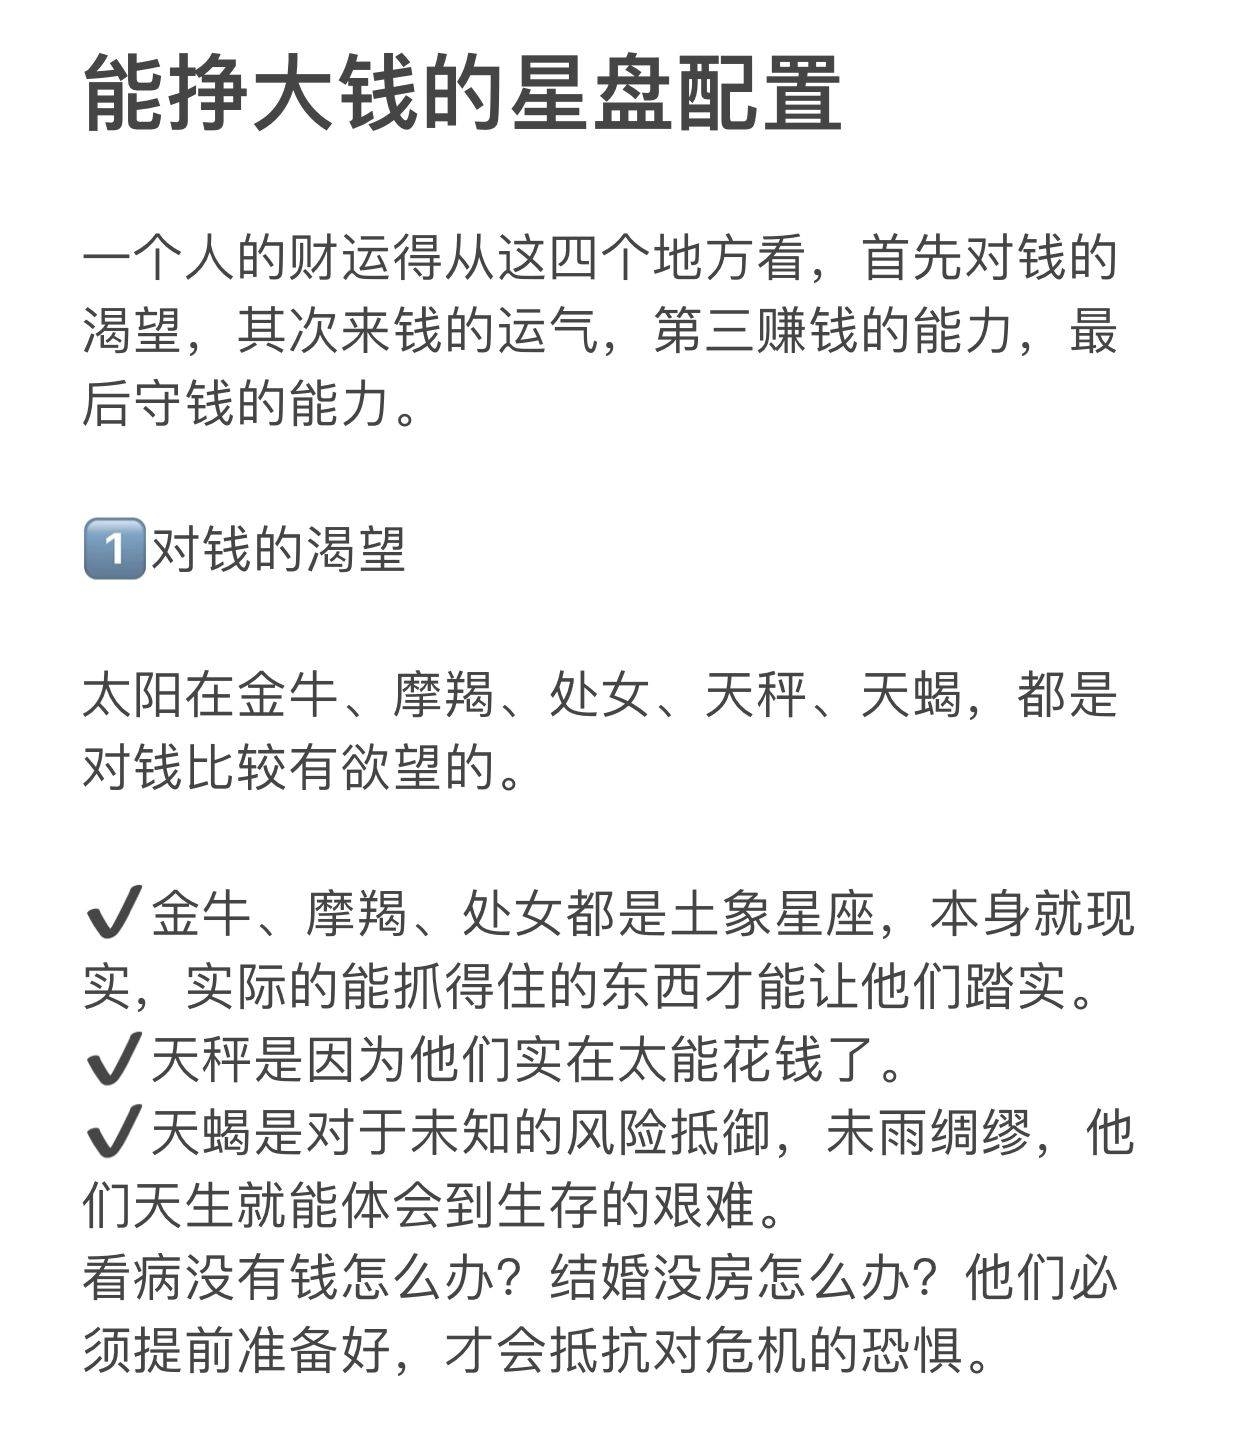 能挣大钱的星盘配置
一个人的财运得从这四个地方看，首先对钱的
渴望，其次来钱的运气，第三赚钱的能力，最
后守钱的能力。
1️⃣对钱的渴望
太阳在金牛、摩羯、处女、天秤、天蝎，都是
对钱比较有欲望的。
✔️金牛、摩羯、处女都是土象星座，本身就现
实，实际的能抓得住的东西才能让他们踏实。
✔️天秤是因为他们实在太能花钱了。
✔️天蝎是对于未知的风险抵御，未雨绸缪，他
们天生就能体会到生存的艰难。
看病没有钱怎么办？结婚没房怎么办？他们必
须提前准备好，才会抵抗对危机的恐惧。